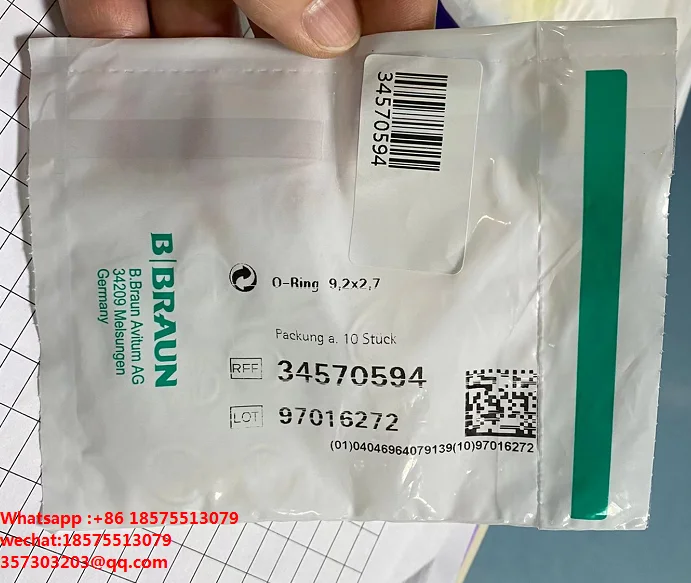 34570594
B|BRAUN
B.Braun Avitum AG
34209 Melsungen
Germany
O-Ring 9,2x2,7
Packung a. 10 Stuck
REF 34570594
LOT 97016272
(01)04046964079139(10)97016272
Whatsapp :+86 18575513079
wechat:18575513079
357303203@qq.com